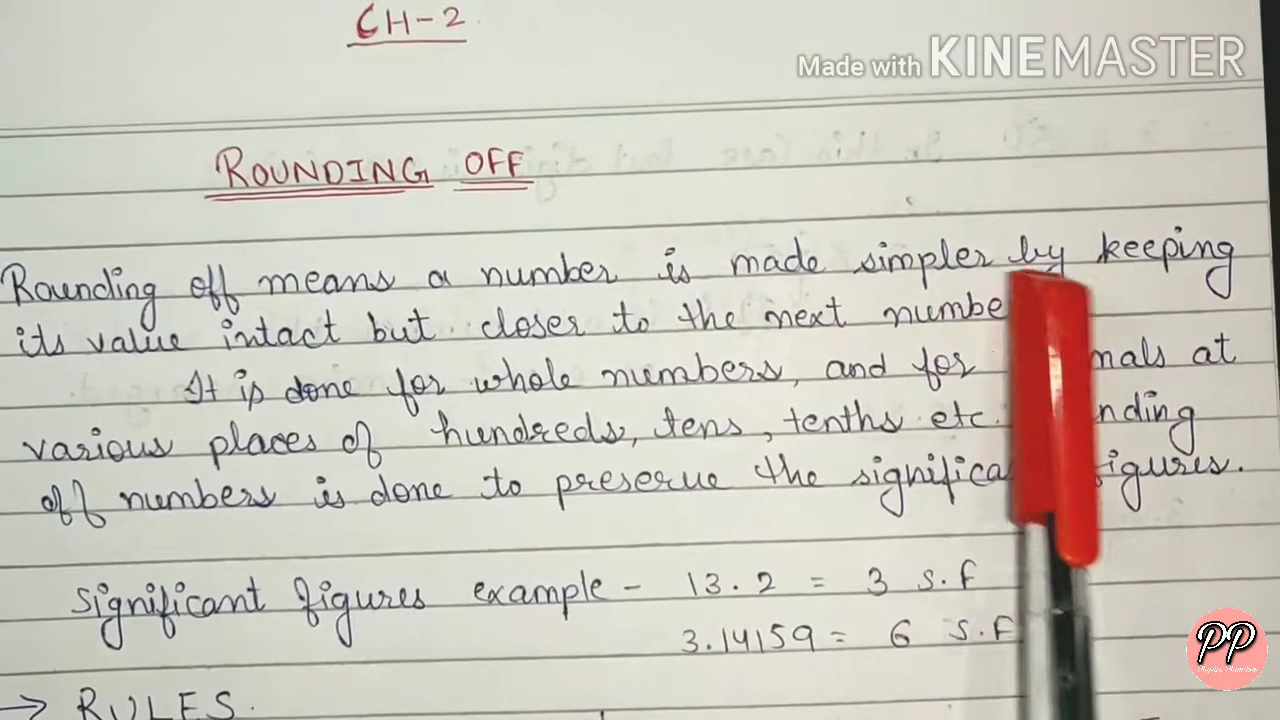 CH-2
Made with KINEMASTER
ROUNDING OFF
Rounding off means a number is made simpler by keeping
its value intact but closer to the next numbe
It is done for whole numbers, and for mals at
various places of hundreds, tens, tenths etc. nding
off numbers is done to preserve the significa figures.
Significant figures example - 13.2 = 3 S.F
3.14159 = 6 S.F
PP
→ RULES.